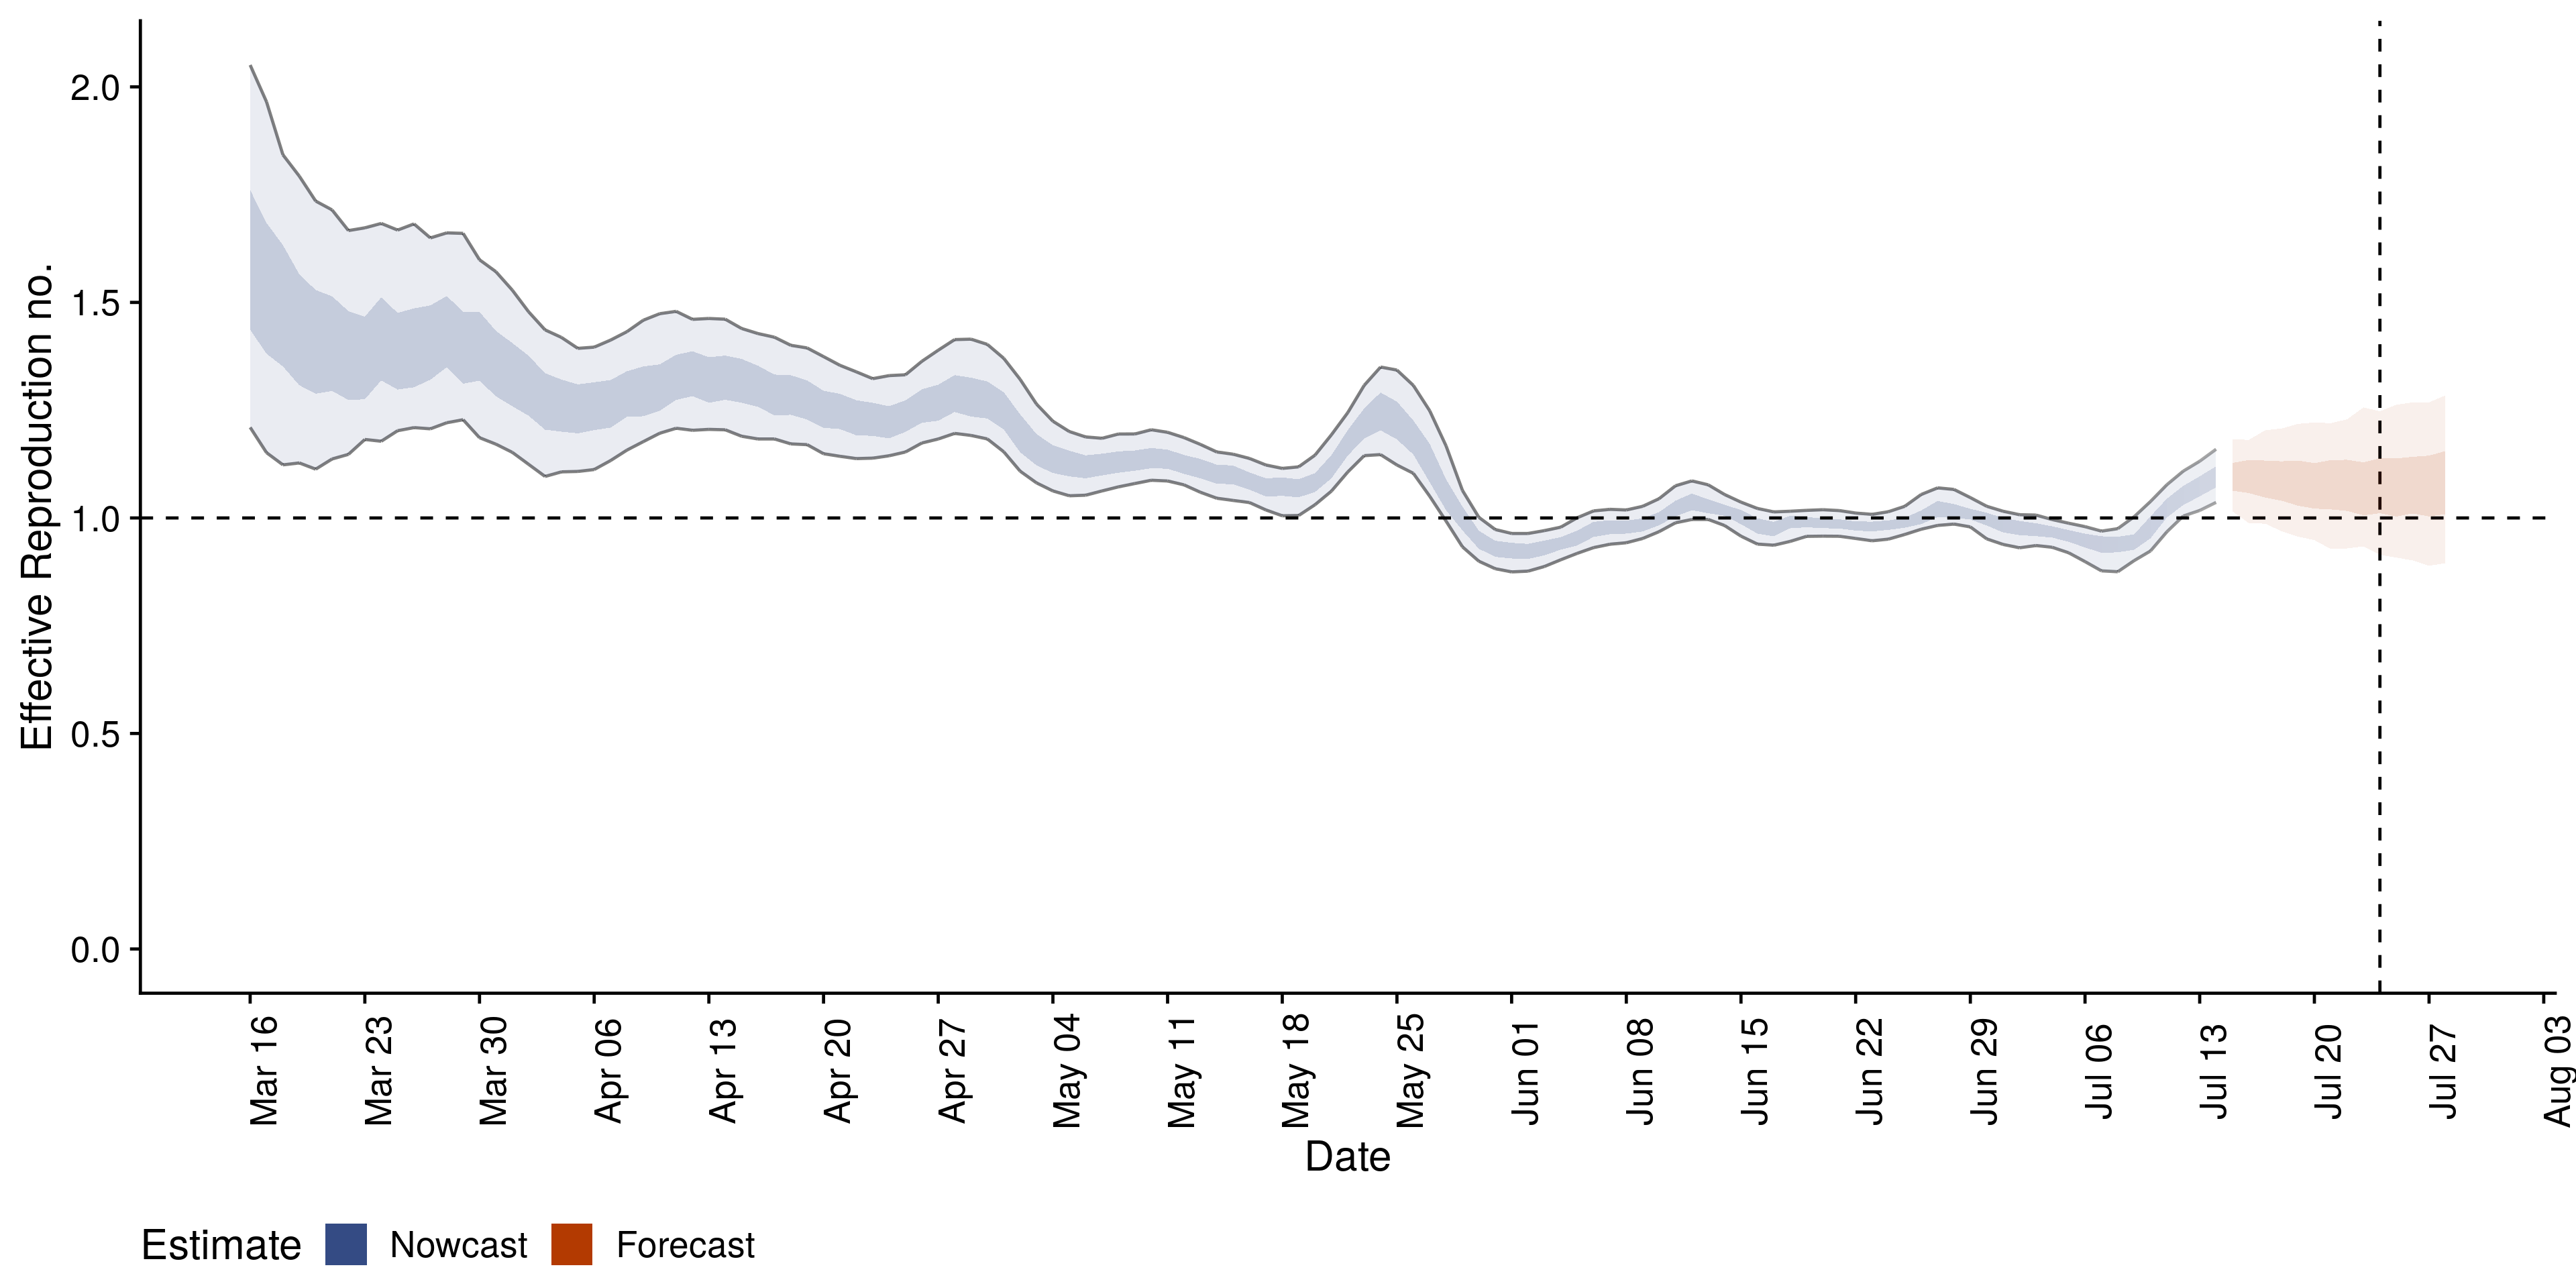 Effective Reproduction no.
2.0
1.5
1.0
0.5
0.0
Mar 16
Mar 23
Mar 30
Apr 06
Apr 13
Apr 20
Apr 27
May 04
May 11
May 18
May 25
Jun 01
Jun 08
Jun 15
Jun 22
Jun 29
Jul 06
Jul 13
Jul 20
Jul 27
Aug 03
Date
Estimate Nowcast Forecast